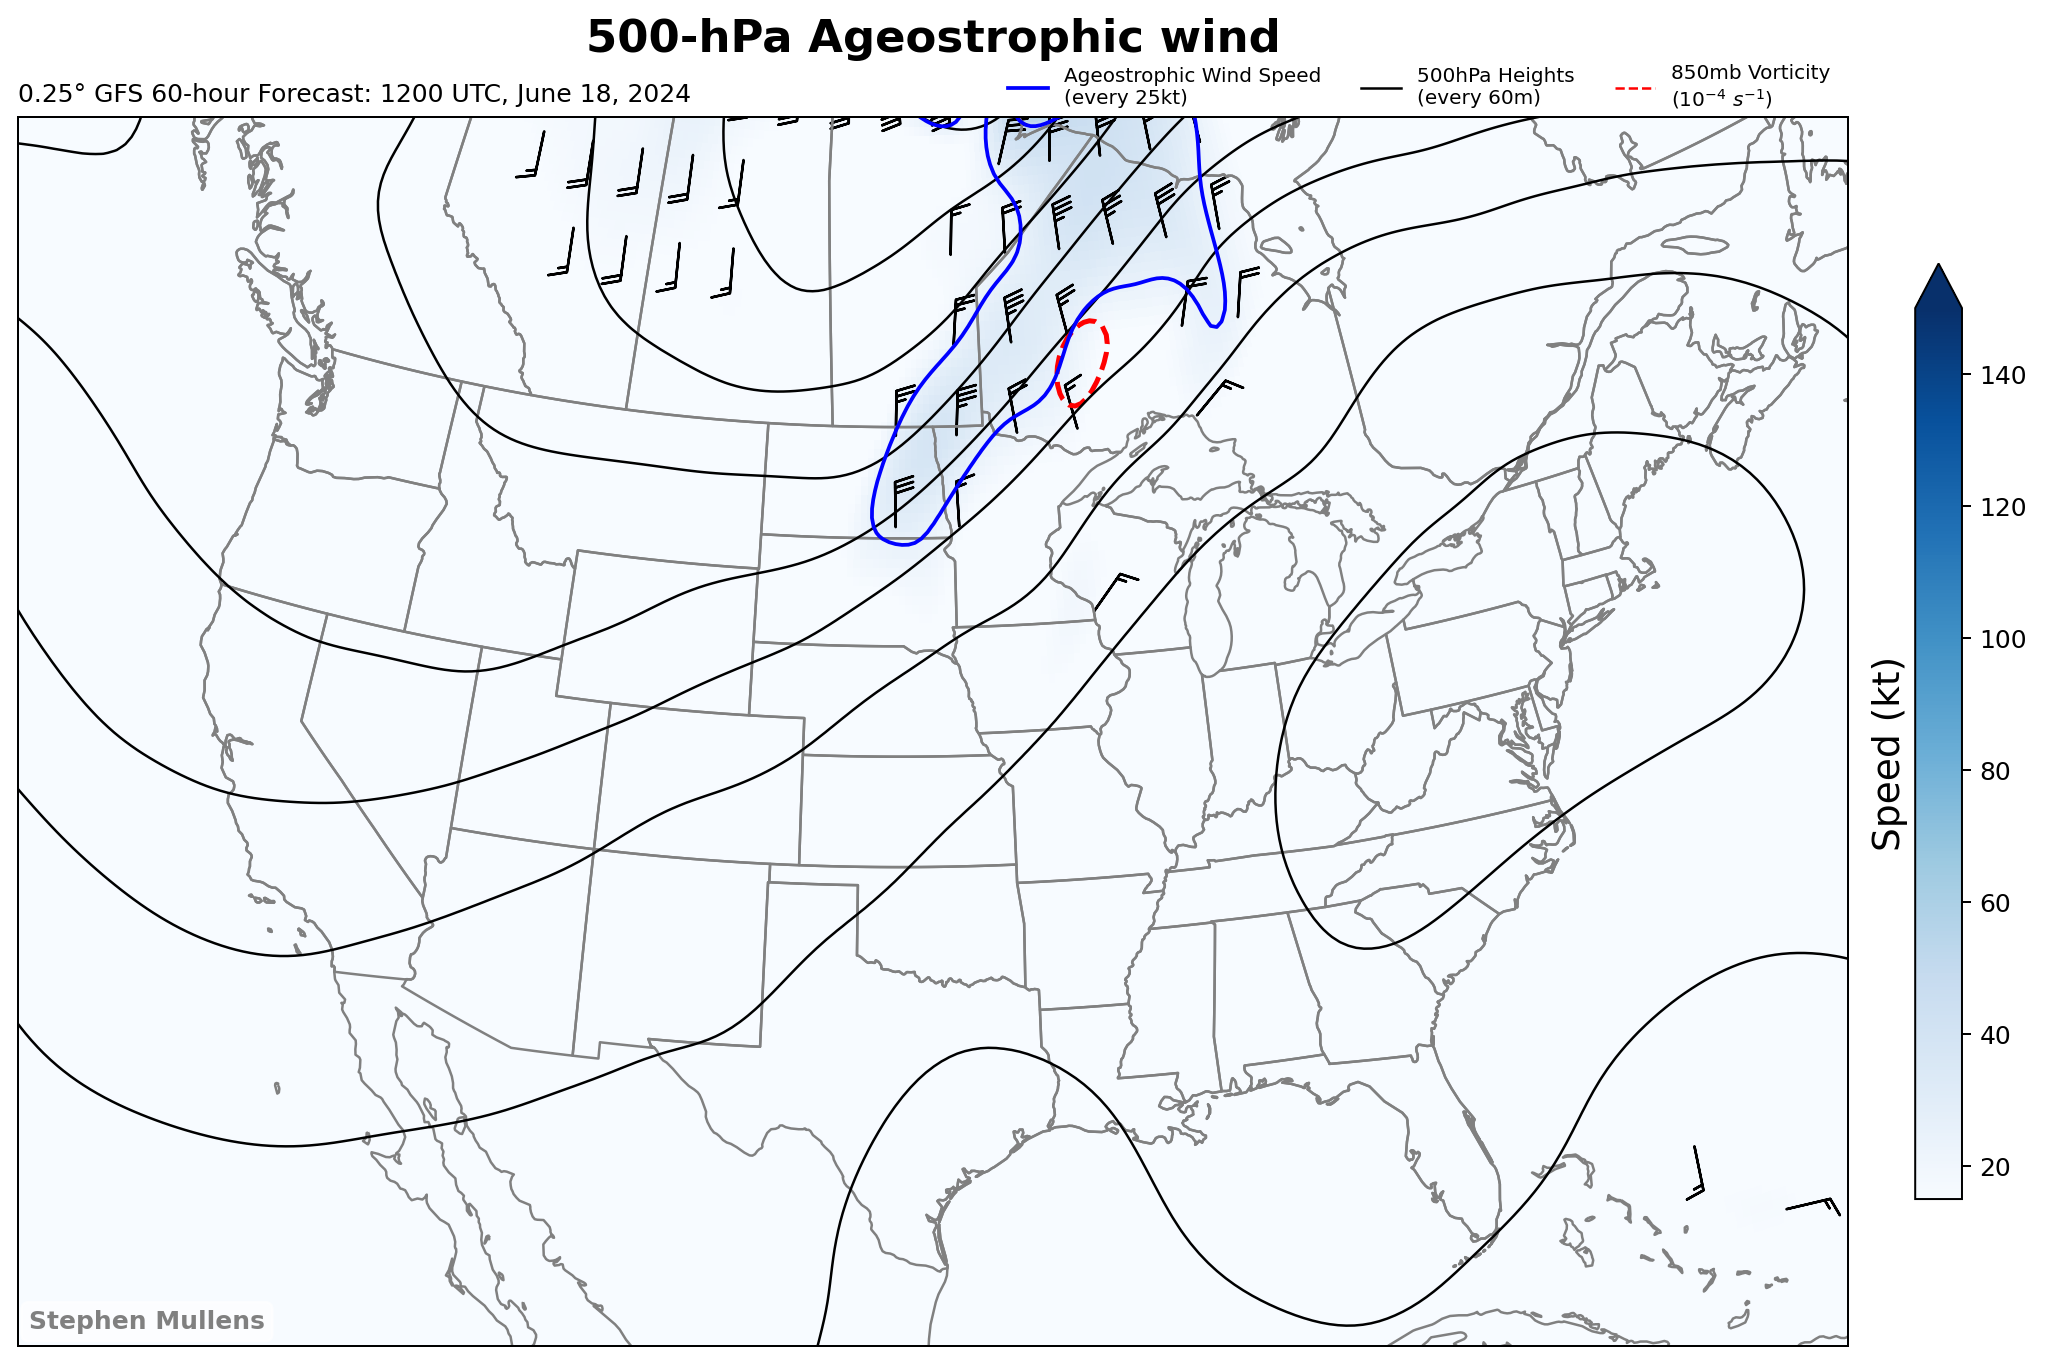 500-hPa Ageostrophic wind
0.25° GFS 60-hour Forecast: 1200 UTC, June 18, 2024
Ageostrophic Wind Speed
(every 25kt)
500hPa Heights
(every 60m)
850mb Vorticity
(10⁻⁴ s⁻¹)
140
120
100
80
60
40
20
Speed (kt)
Stephen Mullens